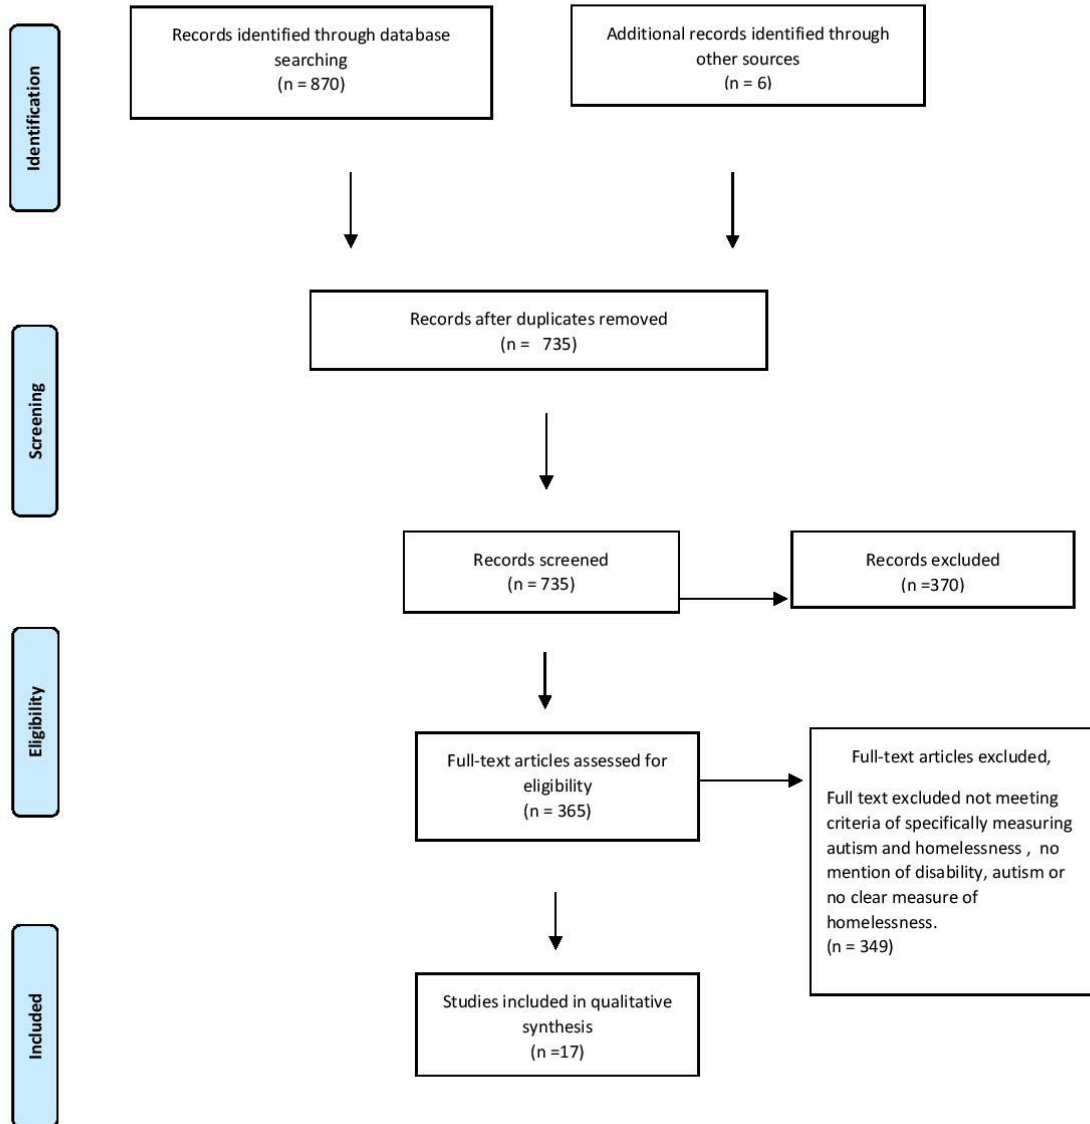 Identification
Records identified through database
searching
(n = 870)
Additional records identified through
other sources
(n = 6)
Records after duplicates removed
(n =   735)
Screening
Records screened
(n = 735)
Records excluded
(n =370)
Eligibility
Full-text articles assessed for
eligibility
(n = 365)
Full-text articles excluded,
Full text excluded not meeting
criteria of specifically measuring
autism and homelessness ,  no
mention of disability, autism or
no clear measure of
homelessness.
(n = 349)
Included
Studies included in qualitative
synthesis
(n =17)